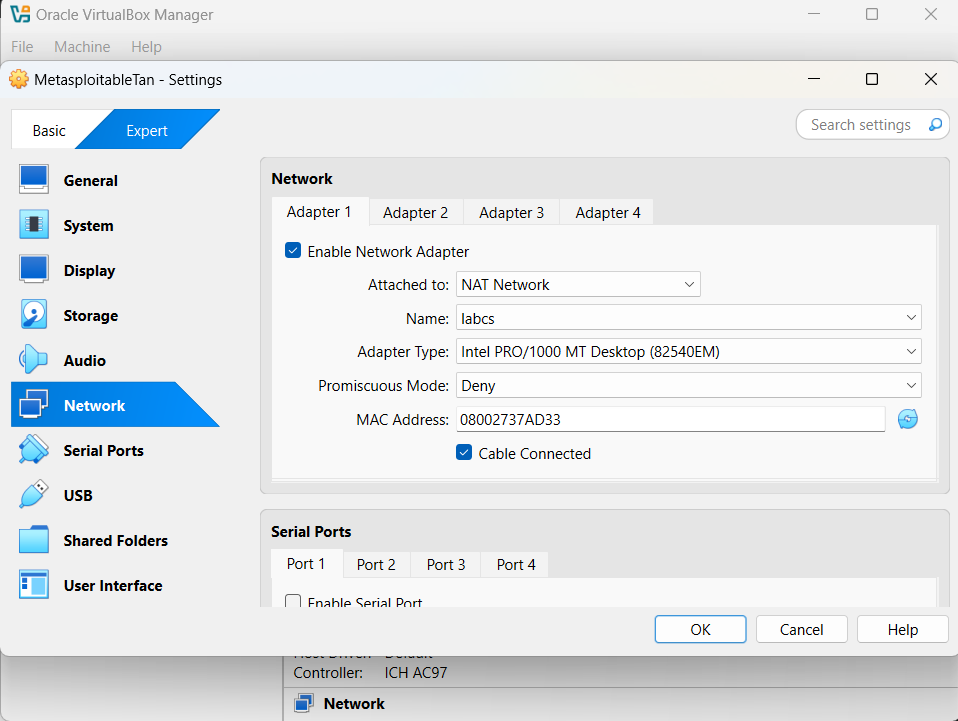 Oracle VirtualBox Manager
File Machine Help
MetasploitableTan - Settings
Basic Expert
Search settings
General
System
Display
Storage
Audio
Network
Serial Ports
USB
Shared Folders
User Interface
Network
Adapter 1 Adapter 2 Adapter 3 Adapter 4
Enable Network Adapter
Attached to: NAT Network
Name: labcs
Adapter Type: Intel PRO/1000 MT Desktop (82540EM)
Promiscuous Mode: Deny
MAC Address: 08002737AD33
Cable Connected
Serial Ports
Port 1 Port 2 Port 3 Port 4
Enable Serial Port
OK Cancel Help
Host Driver: Default
Controller: ICH AC97
Network